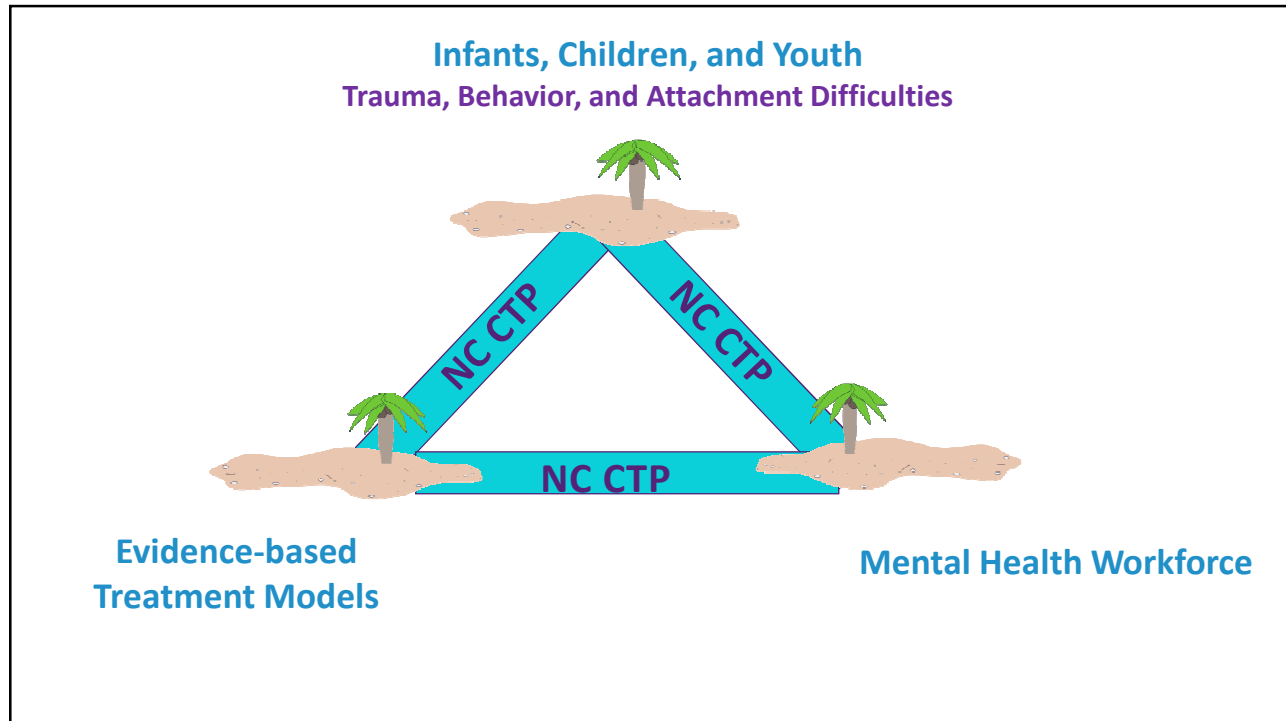 Infants, Children, and Youth
Trauma, Behavior, and Attachment Difficulties
NC CTP
NC CTP
NC CTP
Evidence-based
Treatment Models
Mental Health Workforce